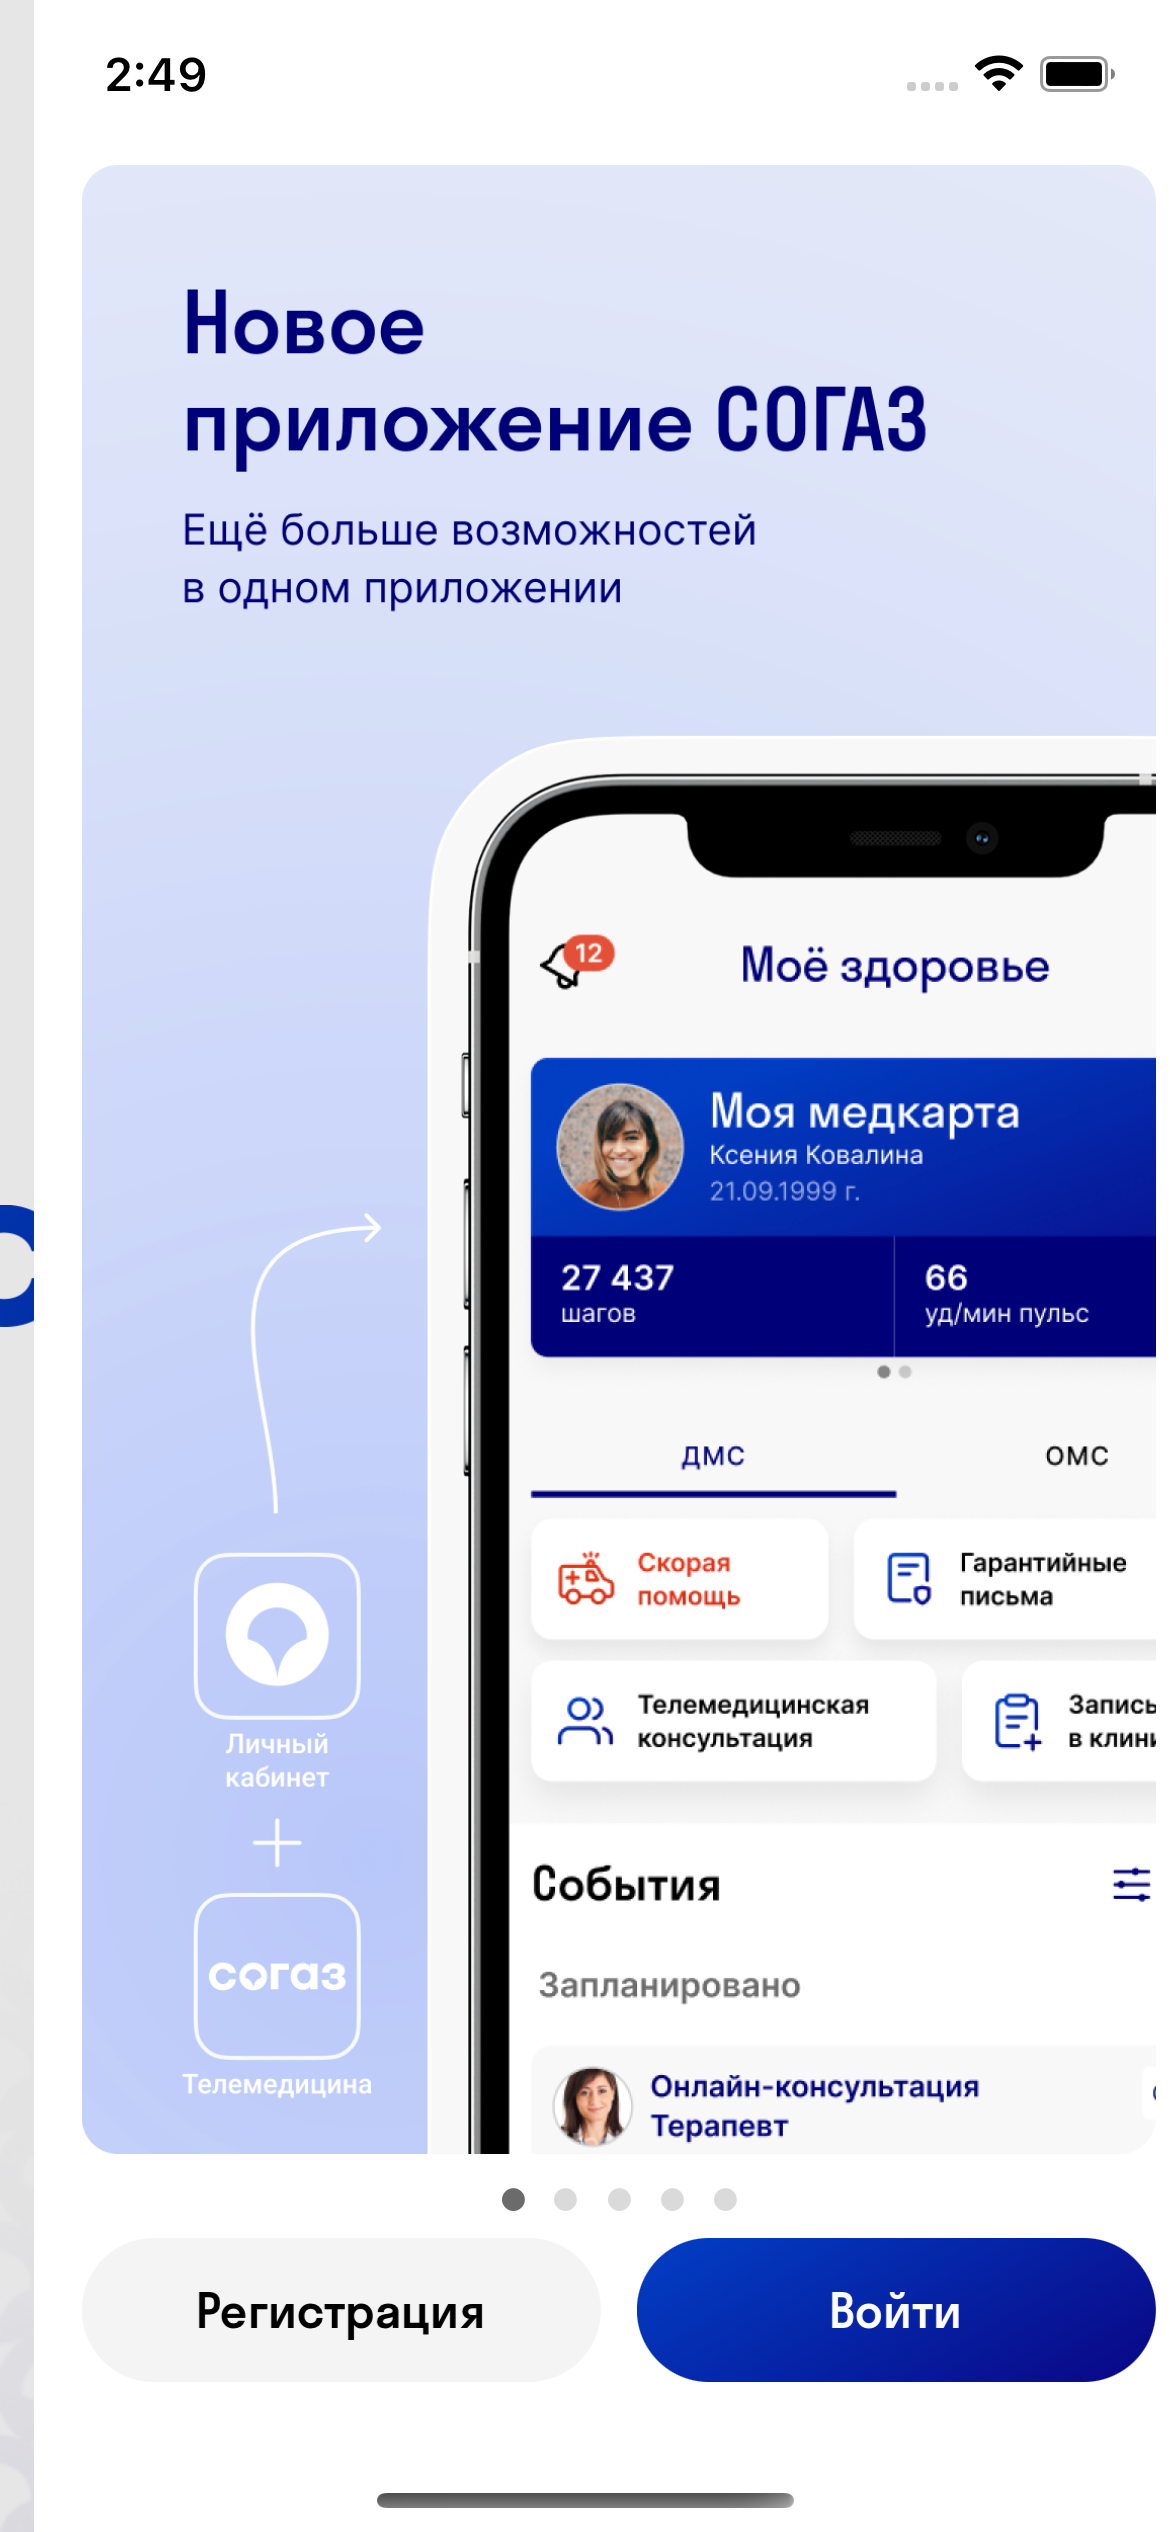 2:49
Новое
приложение СОГАЗ
Ещё больше возможностей
в одном приложении
12
Моё здоровье
Моя медкарта
Ксения Ковалина
21.09.1999 г.
27 437
шагов
66
уд/мин пульс
ДМС
ОМС
Скорая
помощь
Гарантийные
письма
Телемедицинская
консультация
Запись
в клини
Личный
кабинет
согаз
Телемедицина
События
Запланировано
Онлайн-консультация
Терапевт
Регистрация
Войти